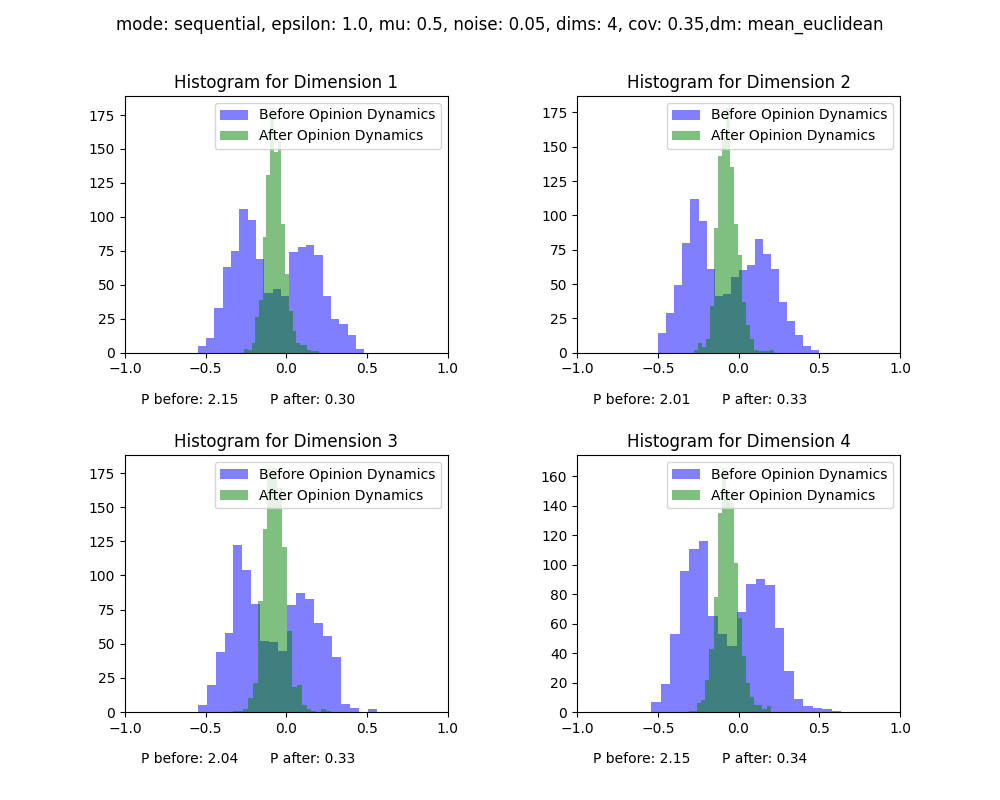 mode: sequential, epsilon: 1.0, mu: 0.5, noise: 0.05, dims: 4, cov: 0.35,dm: mean_euclidean
Histogram for Dimension 1
Before Opinion Dynamics
After Opinion Dynamics
175
150
125
100
75
50
25
0
−1.0 −0.5 0.0 0.5 1.0
P before: 2.15 P after: 0.30
Histogram for Dimension 2
Before Opinion Dynamics
After Opinion Dynamics
175
150
125
100
75
50
25
0
−1.0 −0.5 0.0 0.5 1.0
P before: 2.01 P after: 0.33
Histogram for Dimension 3
Before Opinion Dynamics
After Opinion Dynamics
175
150
125
100
75
50
25
0
−1.0 −0.5 0.0 0.5 1.0
P before: 2.04 P after: 0.33
Histogram for Dimension 4
Before Opinion Dynamics
After Opinion Dynamics
160
140
120
100
80
60
40
20
0
−1.0 −0.5 0.0 0.5 1.0
P before: 2.15 P after: 0.34